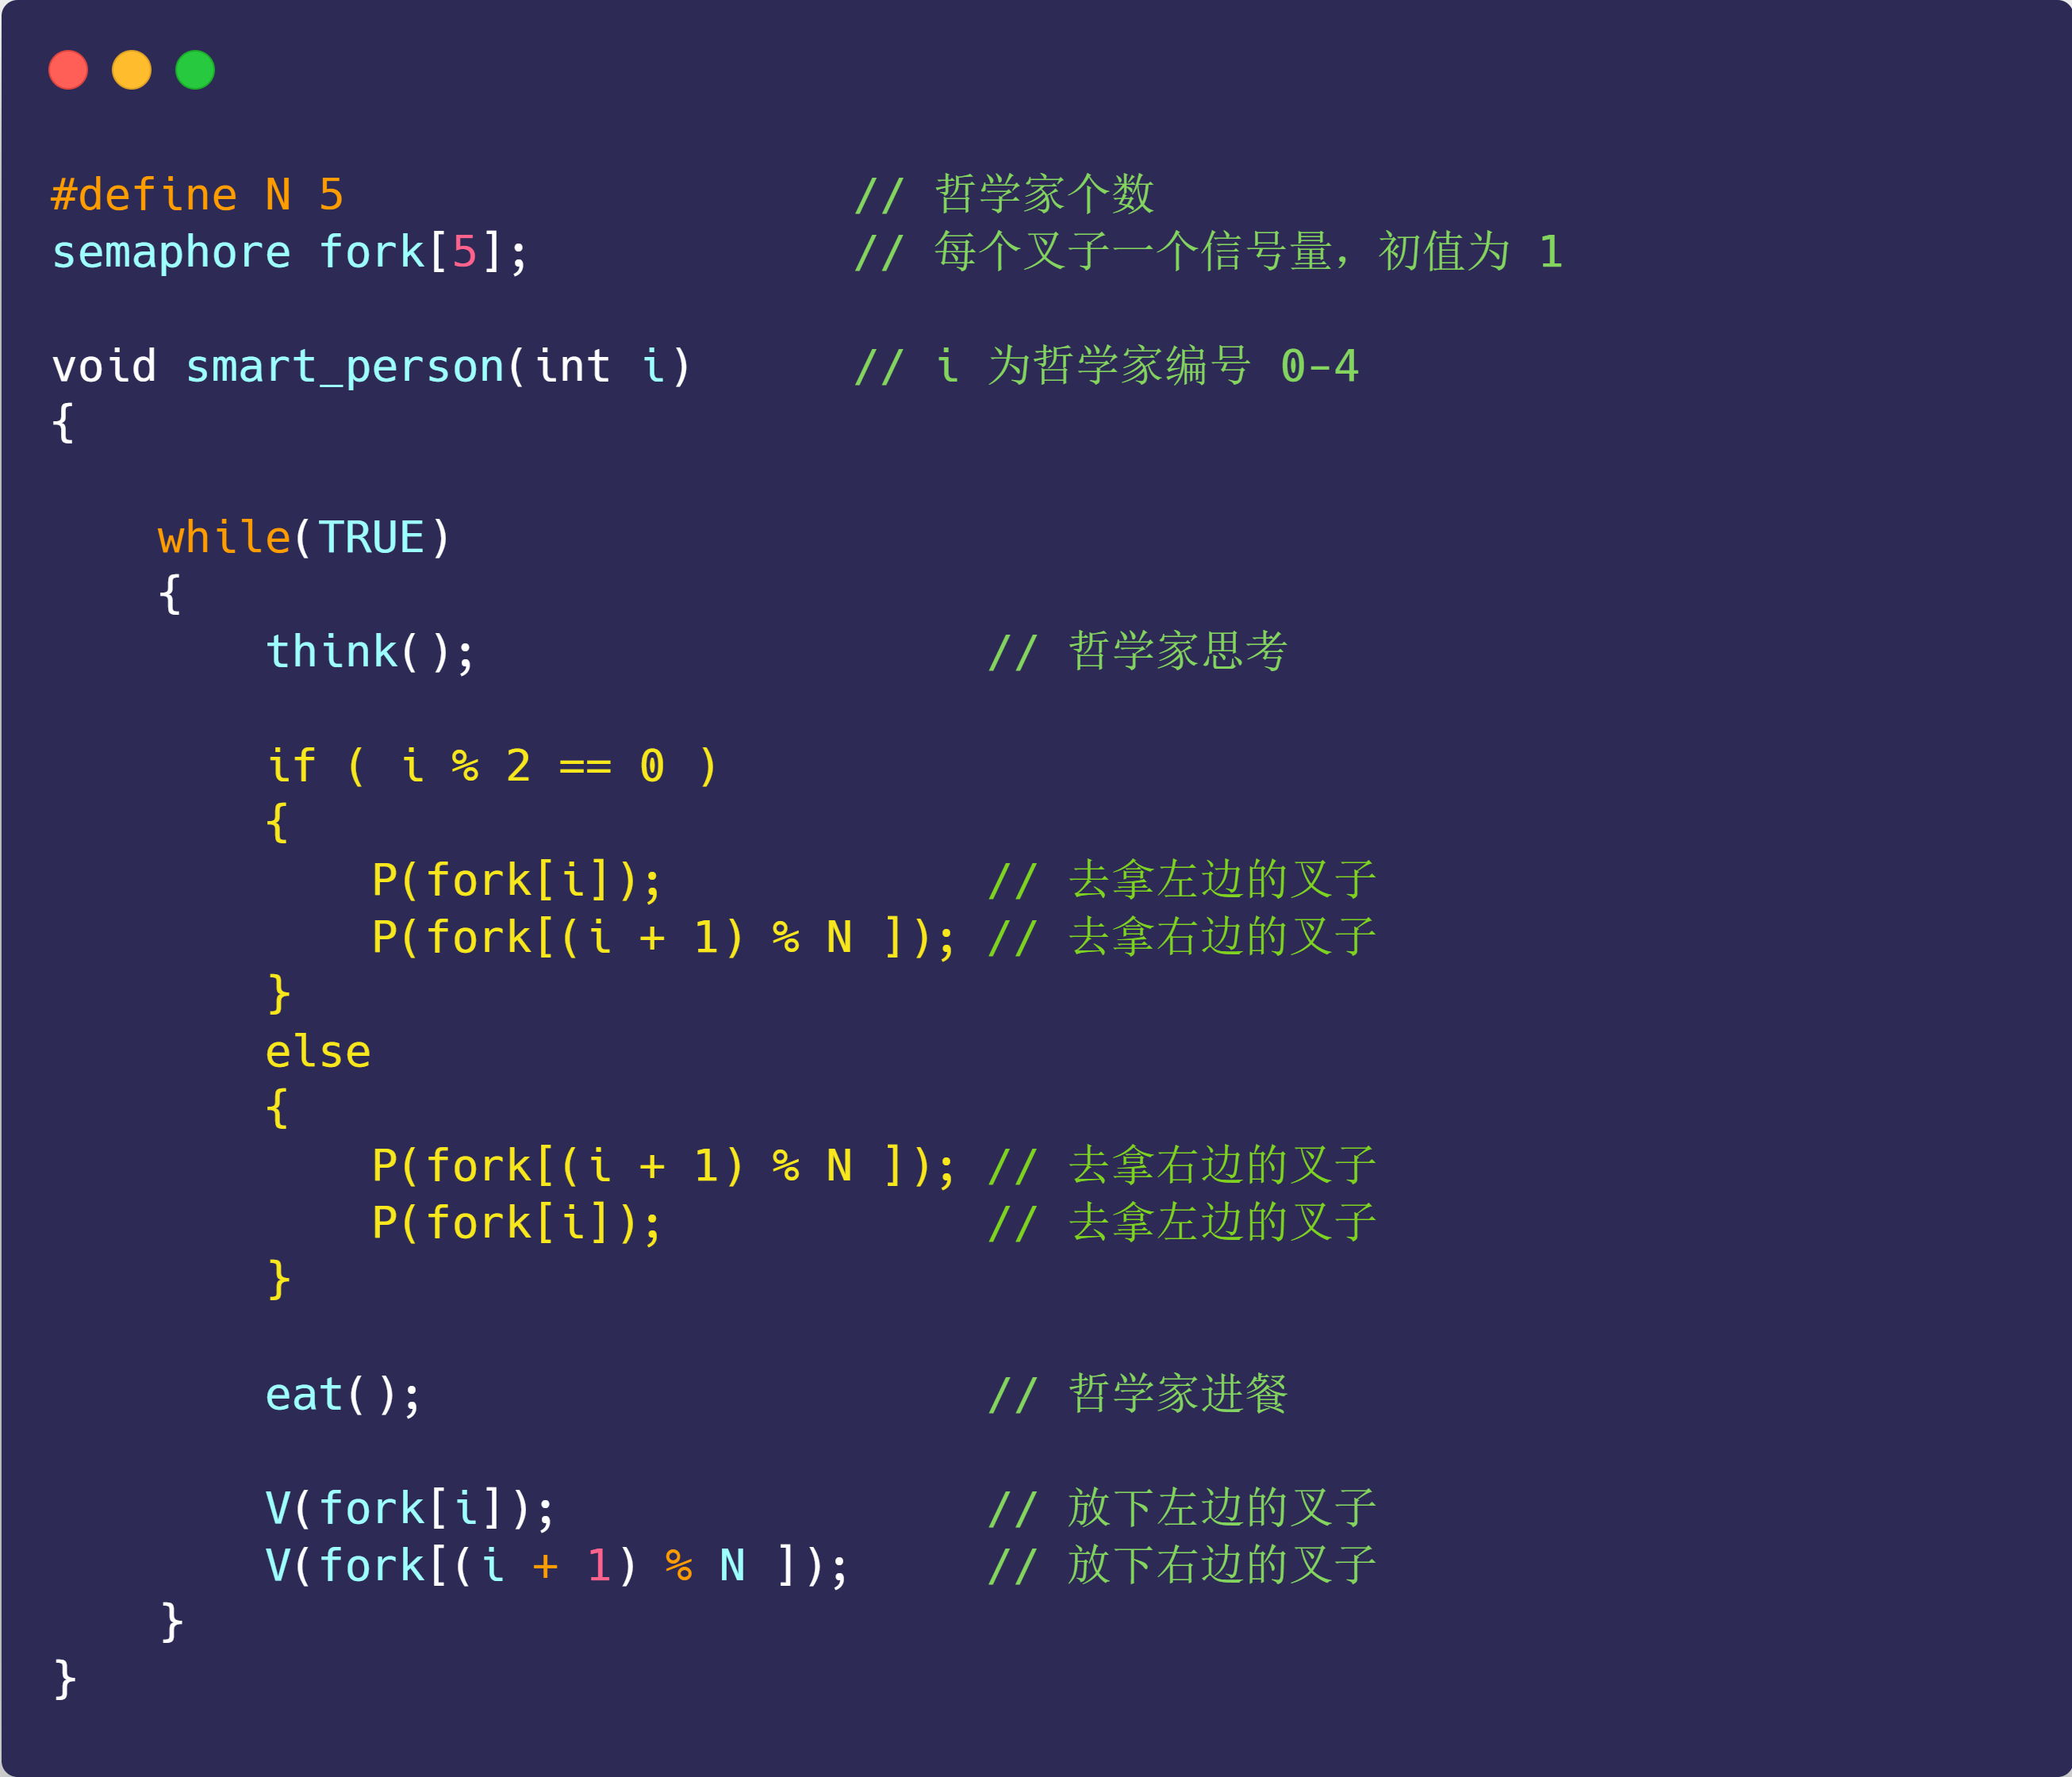 #define N 5                   // 哲学家个数
semaphore fork[5];            // 每个叉子一个信号量，初值为 1
void smart_person(int i)      // i 为哲学家编号 0-4
{
    while(TRUE)
    {
        think();                   // 哲学家思考
        if ( i % 2 == 0 )
        {
            P(fork[i]);            // 去拿左边的叉子
            P(fork[(i + 1) % N ]); // 去拿右边的叉子
        }
        else
        {
            P(fork[(i + 1) % N ]); // 去拿右边的叉子
            P(fork[i]);            // 去拿左边的叉子
        }
        eat();                     // 哲学家进餐
        V(fork[i]);                // 放下左边的叉子
        V(fork[(i + 1) % N ]);     // 放下右边的叉子
    }
}